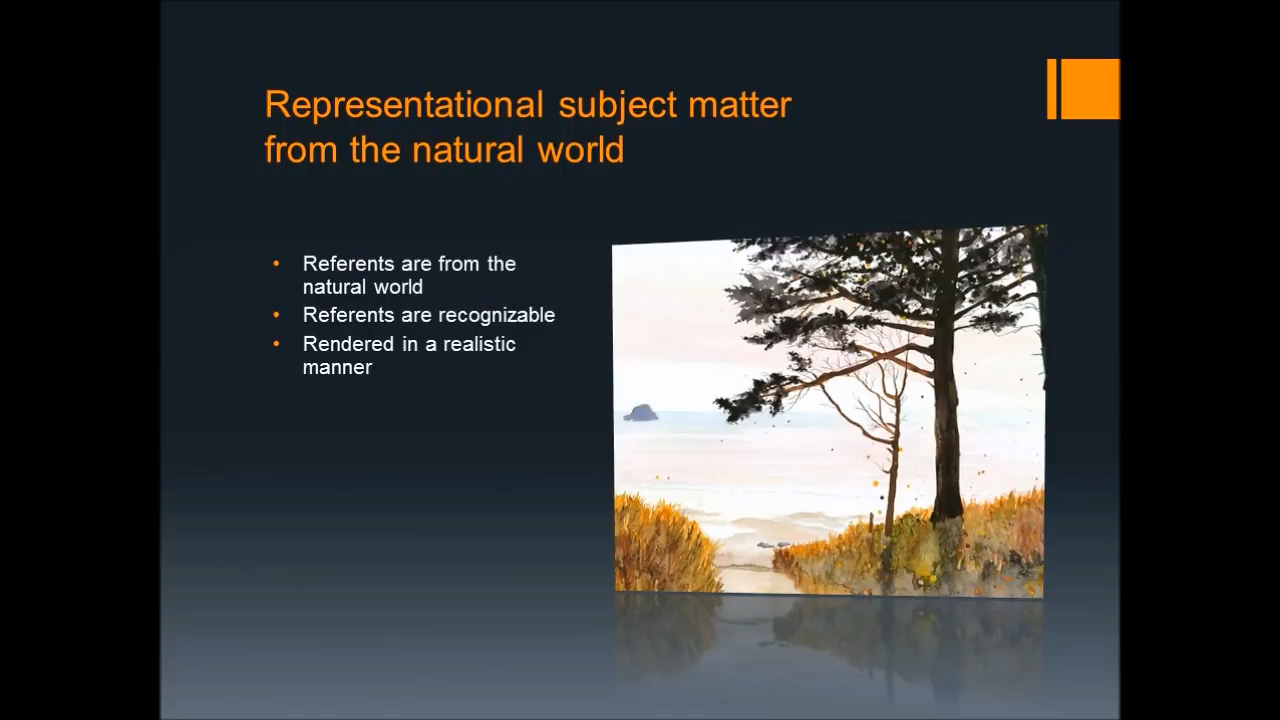 Representational subject matter
from the natural world
• Referents are from the
natural world
• Referents are recognizable
• Rendered in a realistic
manner